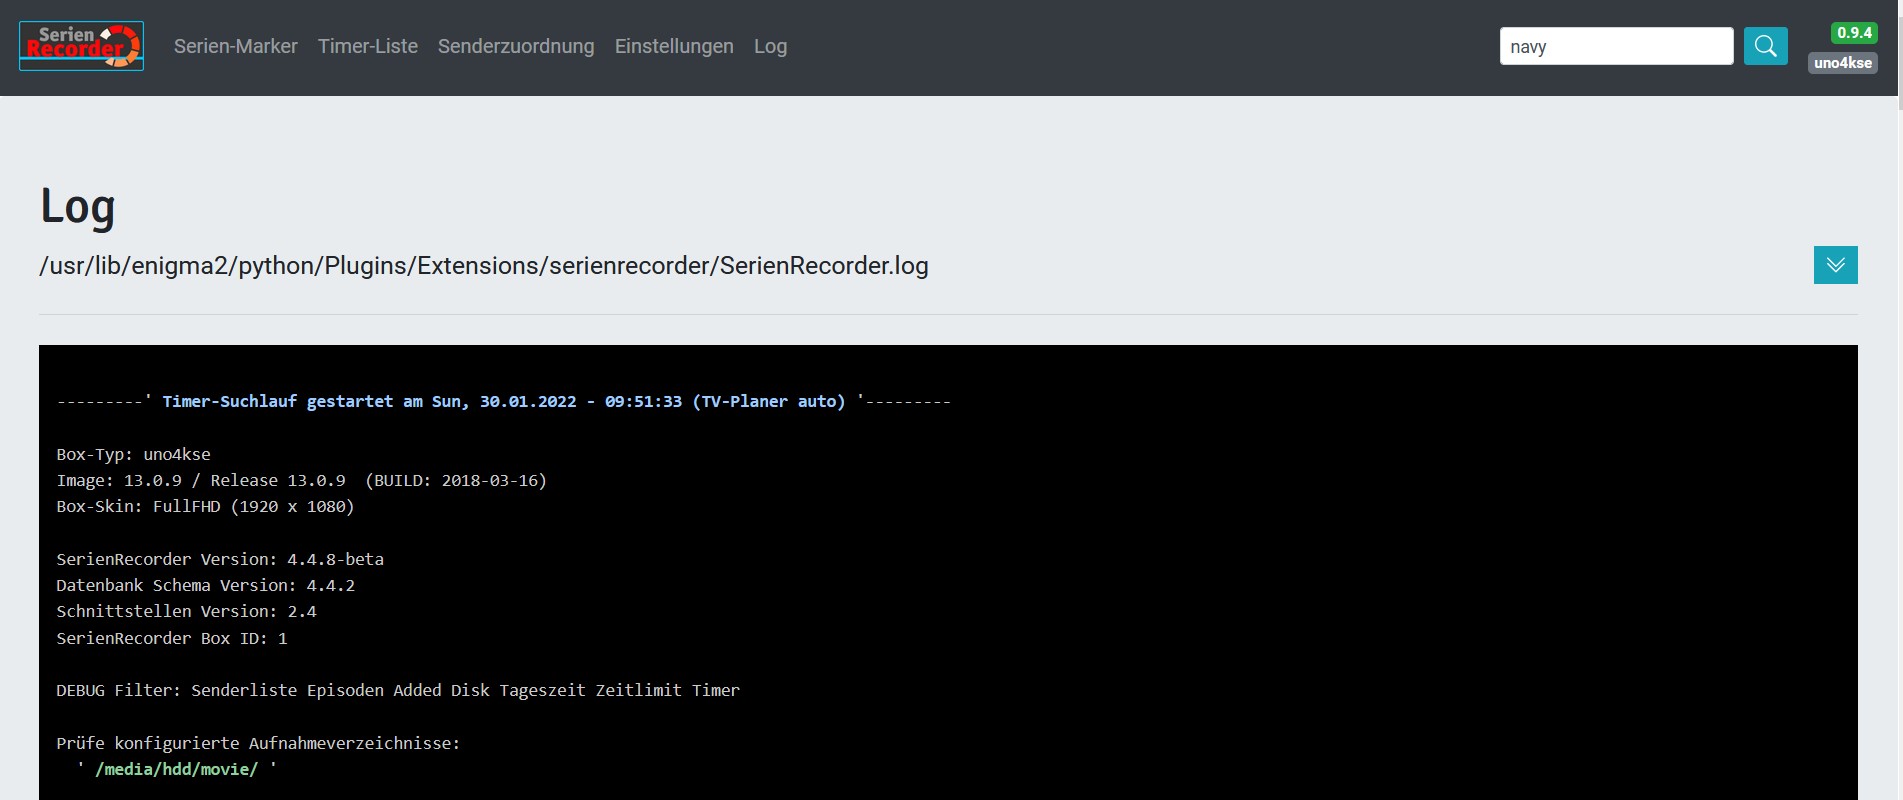 Serien
Recorder
Serien-Marker Timer-Liste Senderzuordnung Einstellungen Log
navy
0.9.4
uno4kse
Log
/usr/lib/enigma2/python/Plugins/Extensions/serienrecorder/SerienRecorder.log
---------' Timer-Suchlauf gestartet am Sun, 30.01.2022 - 09:51:33 (TV-Planer auto) '---------
Box-Typ: uno4kse
Image: 13.0.9 / Release 13.0.9  (BUILD: 2018-03-16)
Box-Skin: FullFHD (1920 x 1080)
SerienRecorder Version: 4.4.8-beta
Datenbank Schema Version: 4.4.2
Schnittstellen Version: 2.4
SerienRecorder Box ID: 1
DEBUG Filter: Senderliste Episoden Added Disk Tageszeit Zeitlimit Timer
Prüfe konfigurierte Aufnahmeverzeichnisse:
' /media/hdd/movie/ '